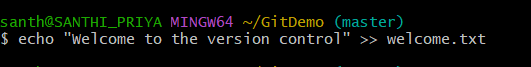 santh@SANTHI_PRIYA MINGW64 ~/GitDemo (master)
$ echo "Welcome to the version control" >> welcome.txt